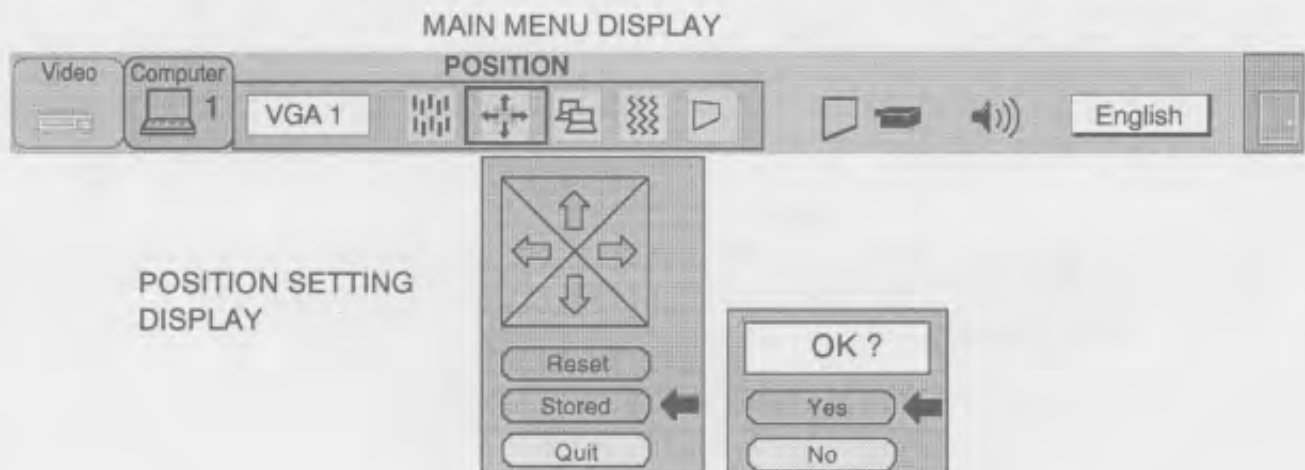 MAIN MENU DISPLAY
POSITION
Video
Computer
1
VGA 1
English
POSITION SETTING
DISPLAY
Reset
Stored
Quit
OK ?
Yes
No